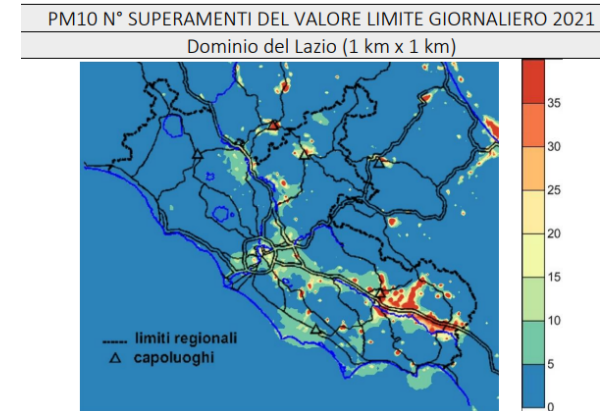 PM10 N° SUPERAMENTI DEL VALORE LIMITE GIORNALIERO 2021
Dominio del Lazio (1 km x 1 km)
35
30
25
20
15
10
5
0
limiti regionali
capoluoghi